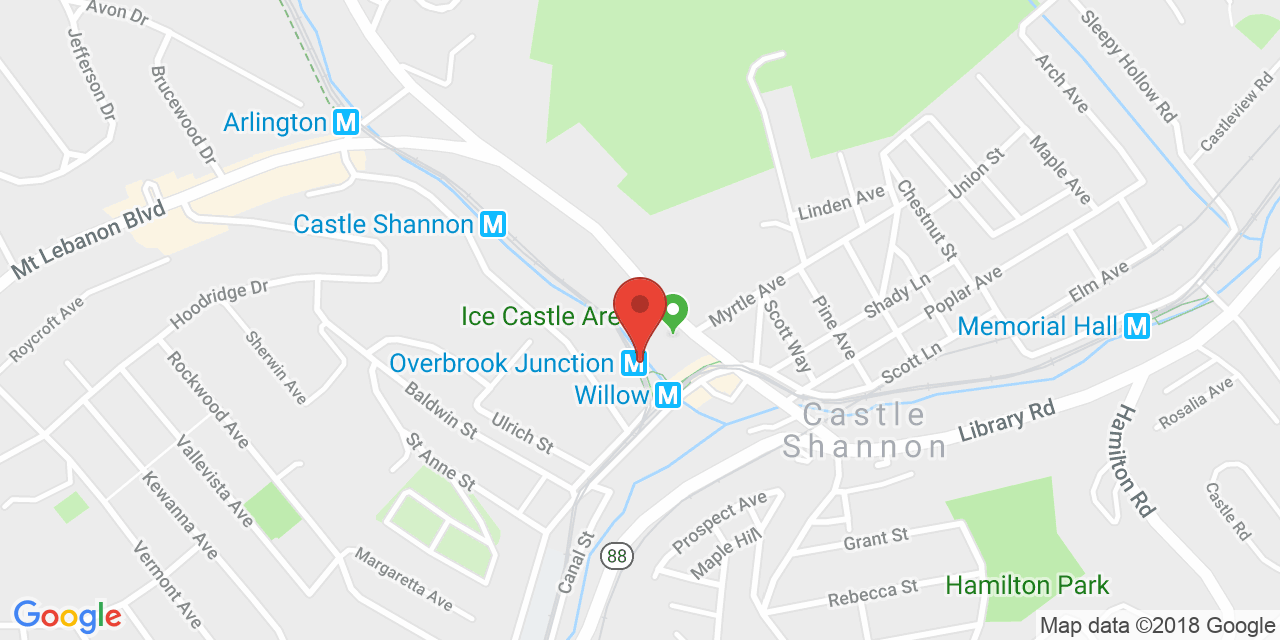 Avon Dr
Jefferson Dr
Brucewood Dr
Sleepy Hollow Rd
Arch Ave
Castleview Rd
Arlington M
Maple Ave
Union St
Linden Ave
Chestnut St
Mt Lebanon Blvd
Castle Shannon M
Hoodridge Dr
Roycroft Ave
Sherwin Ave
Ice Castle Are
Myrtle Ave
Scott Way
Pine Ave
Shady Ln
Poplar Ave
Elm Ave
Memorial Hall M
Overbrook Junction M
Willow M
Scott Ln
Castle
Shannon
Library Rd
Rosalia Ave
Hamilton Rd
Rockwood Ave
Baldwin St
Ulrich St
St Anne St
Vallevista Ave
Kewanna Ave
Vermont Ave
Margaretta Ave
Canal St
88
Prospect Ave
Maple Hill
Grant St
Rebecca St
Hamilton Park
Castle Rd
Google
Map data ©2018 Google